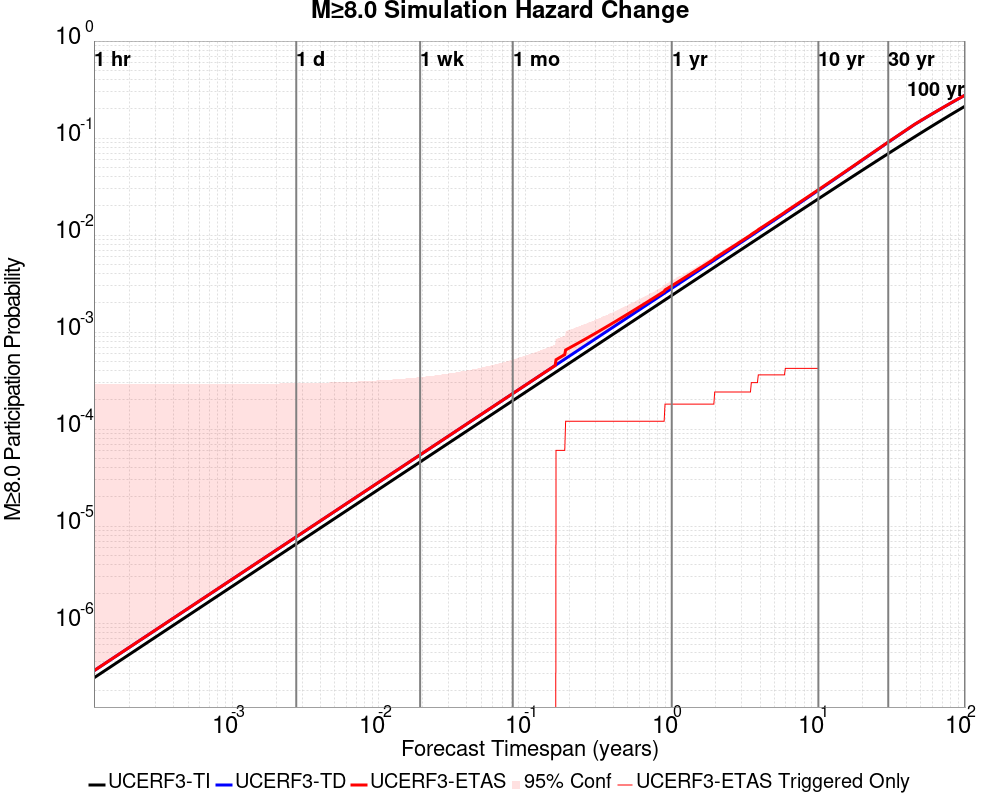 M≥8.0 Simulation Hazard Change
10^0
10^-1
10^-2
10^-3
10^-4
10^-5
10^-6
M≥8.0 Participation Probability
1 hr
1 d
1 wk
1 mo
1 yr
10 yr
30 yr
100 yr
10^-3
10^-2
10^-1
10^0
10^1
10^2
Forecast Timespan (years)
UCERF3-TI UCERF3-TD UCERF3-ETAS 95% Conf UCERF3-ETAS Triggered Only